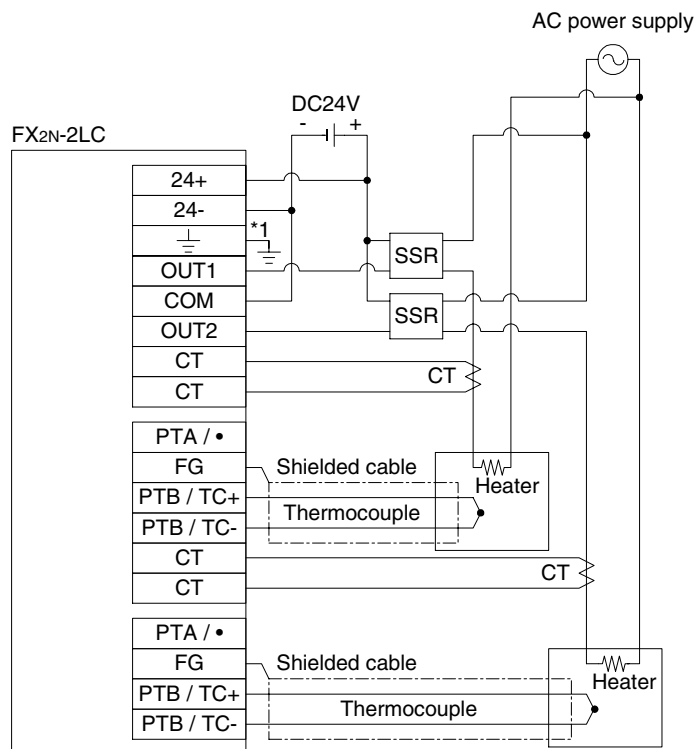 AC power supply
DC24V
- +
FX2N-2LC
24+
24-
*1
OUT1
COM
OUT2
CT
CT
SSR
SSR
CT
PTA / •
FG
PTB / TC+
PTB / TC-
CT
CT
Shielded cable
Thermocouple
Heater
CT
PTA / •
FG
PTB / TC+
PTB / TC-
Shielded cable
Thermocouple
Heater